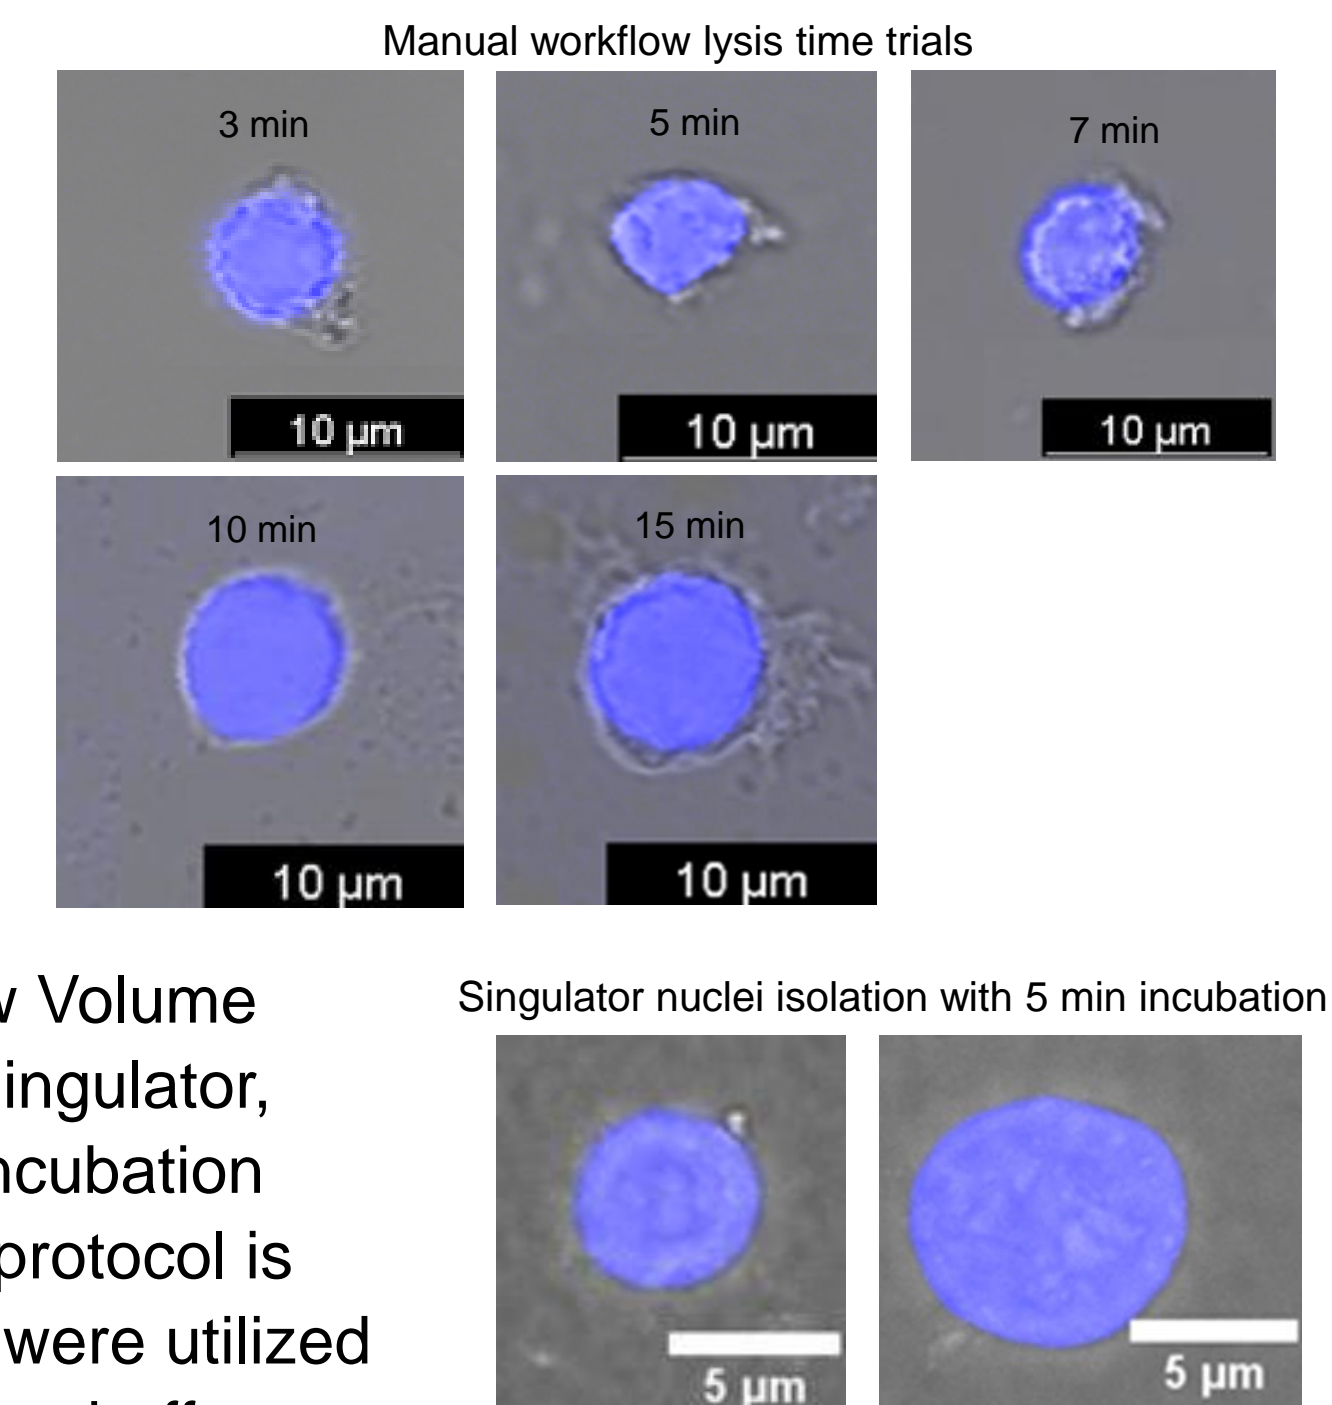 Manual workflow lysis time trials
3 min
5 min
7 min
10 µm
10 µm
10 µm
10 min
15 min
10 µm
10 µm
Volume
Singulator nuclei isolation with 5 min incubation
protocol is
were utilized
5 µm
5 µm